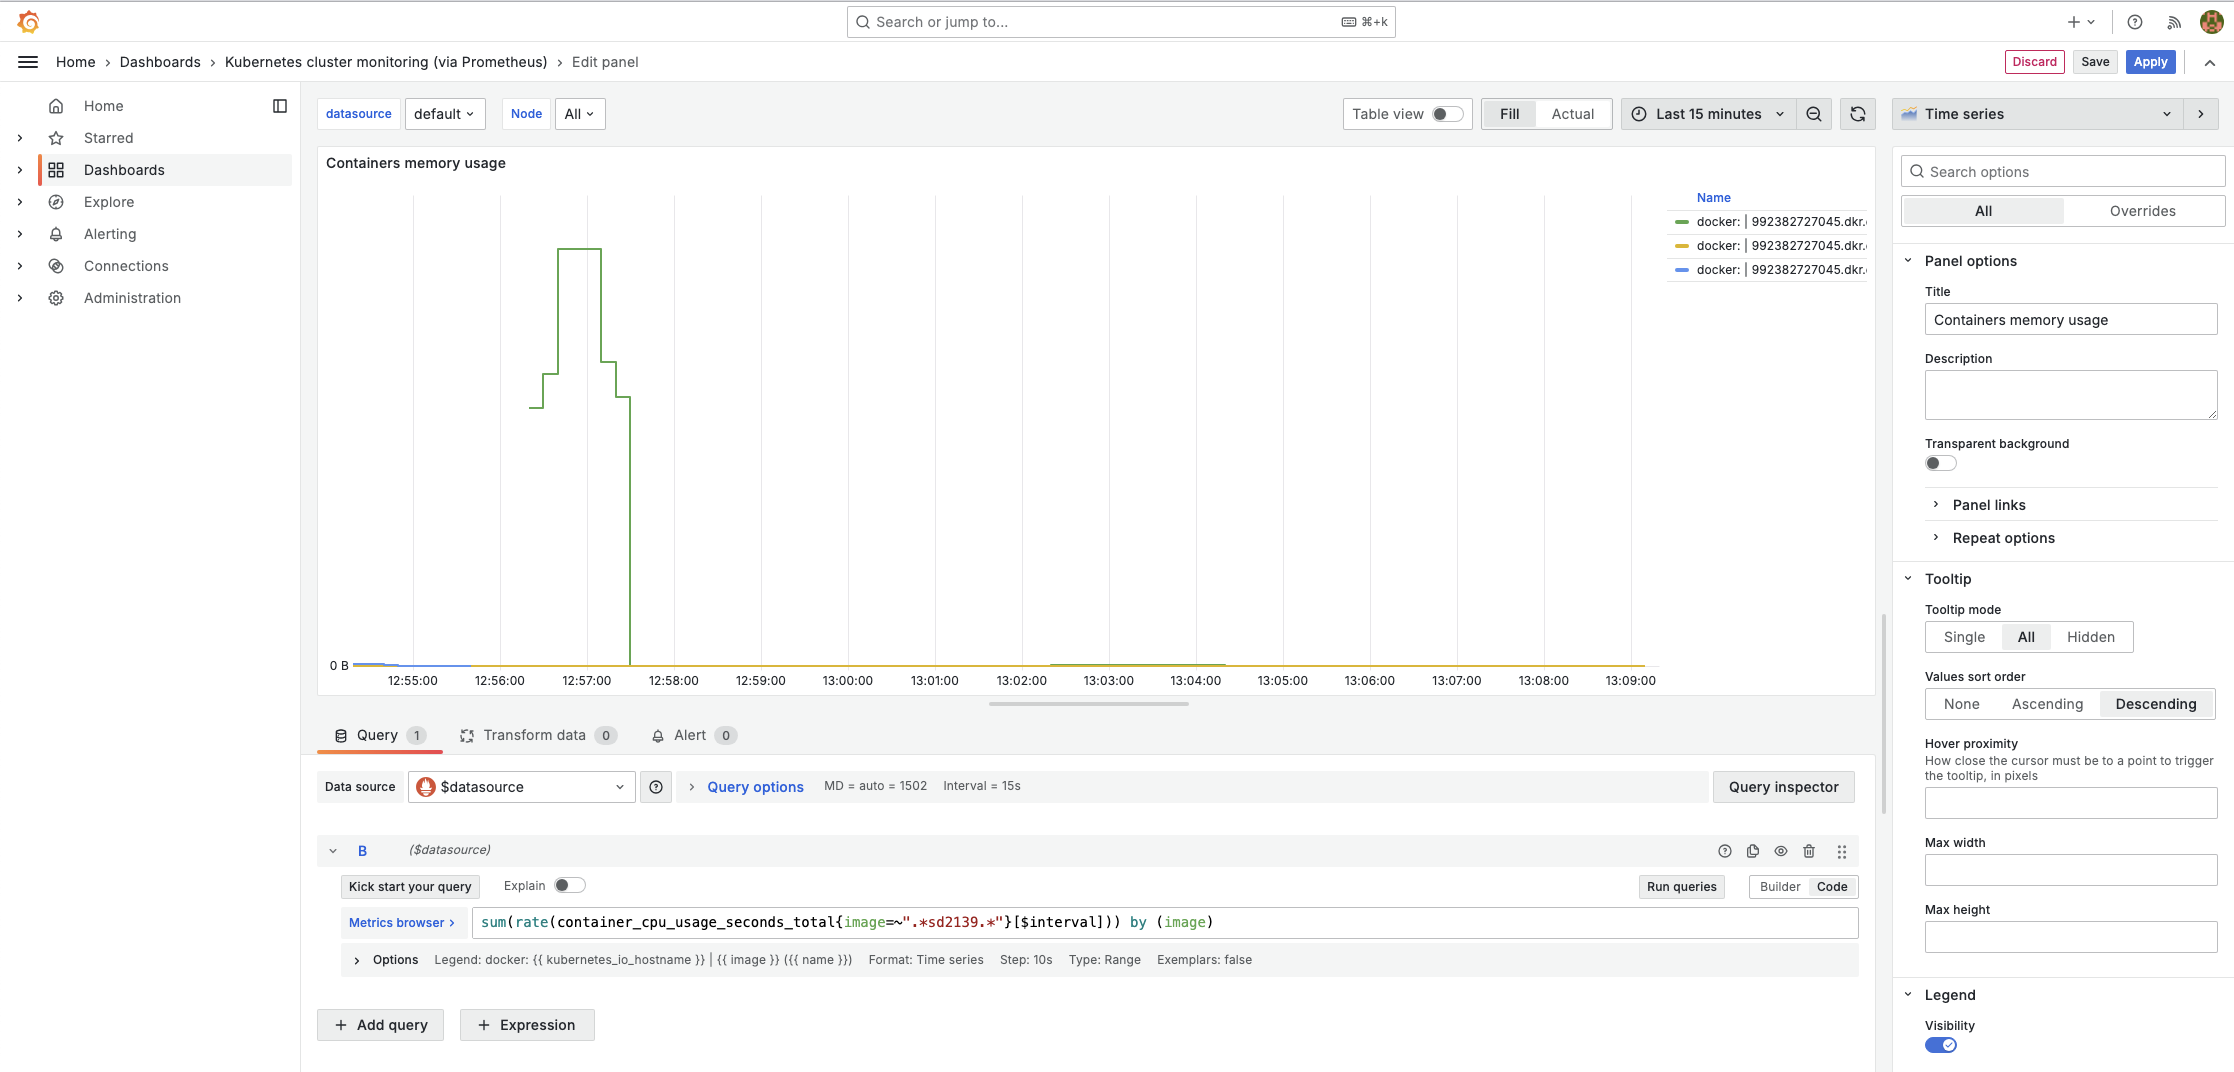 Search or jump to... ⌘+k
Home › Dashboards › Kubernetes cluster monitoring (via Prometheus) › Edit panel
Discard Save Apply
Home
Starred
Dashboards
Explore
Alerting
Connections
Administration
datasource default Node All
Table view Fill Actual Last 15 minutes
Containers memory usage
Name
docker: | 992382727045.dkr.
docker: | 992382727045.dkr.
docker: | 992382727045.dkr.
0 B
12:55:00 12:56:00 12:57:00 12:58:00 12:59:00 13:00:00 13:01:00 13:02:00 13:03:00 13:04:00 13:05:00 13:06:00 13:07:00 13:08:00 13:09:00
Query 1 Transform data 0 Alert 0
Data source $datasource Query options MD = auto = 1502 Interval = 15s Query inspector
B ($datasource)
Kick start your query Explain Run queries Builder Code
Metrics browser > sum(rate(container_cpu_usage_seconds_total{image=~".*sd2139.*"}[$interval])) by (image)
Options Legend: docker: {{ kubernetes_io_hostname }} | {{ image }} ({{ name }}) Format: Time series Step: 10s Type: Range Exemplars: false
+ Add query + Expression
Time series
Search options
All Overrides
Panel options
Title
Containers memory usage
Description
Transparent background
Panel links
Repeat options
Tooltip
Tooltip mode
Single All Hidden
Values sort order
None Ascending Descending
Hover proximity
How close the cursor must be to a point to trigger
the tooltip, in pixels
Max width
Max height
Legend
Visibility